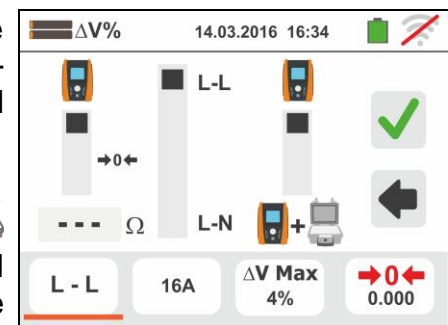 ΔV% 14.03.2016 16:34
L-L
→0←
- - - Ω
L-N
+
L - L
16A
ΔV Max
4%
→0←
0.000